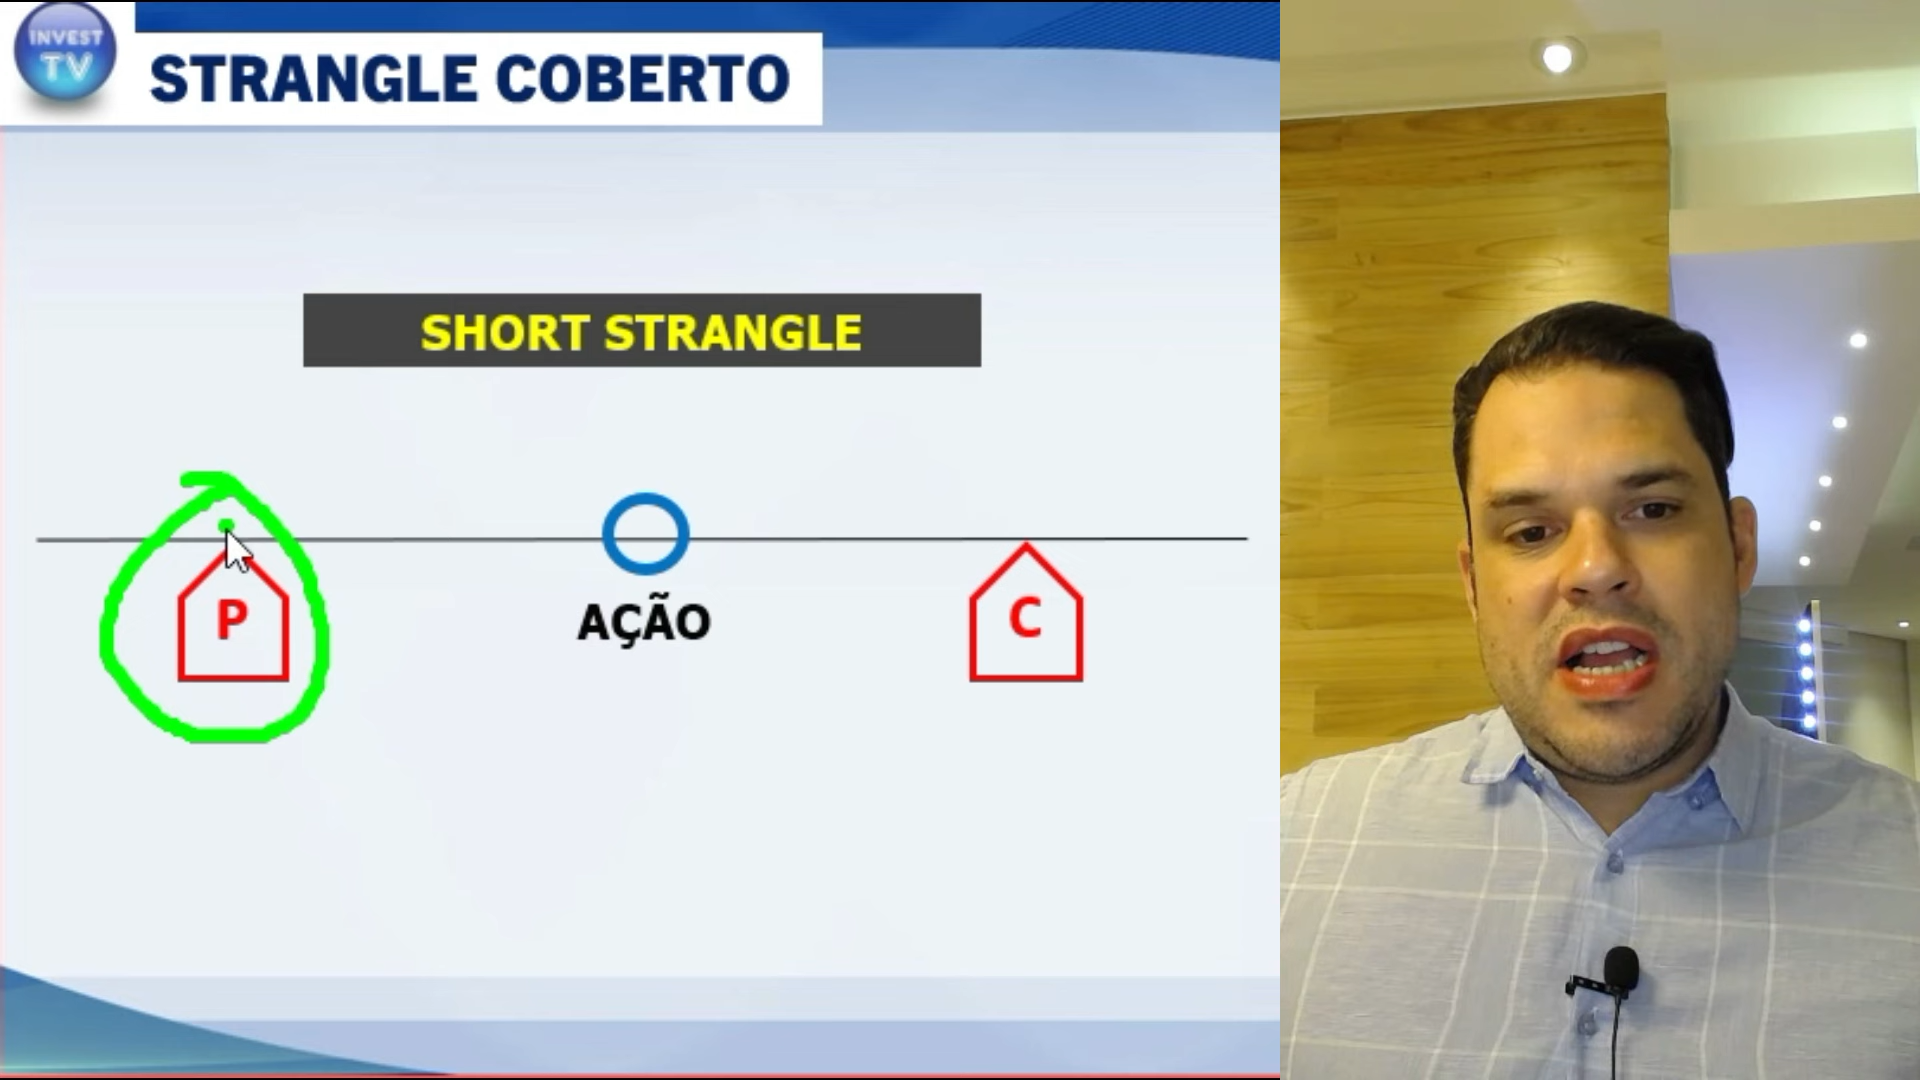 INVEST
TV
STRANGLE COBERTO
SHORT STRANGLE
P
AÇÃO
C